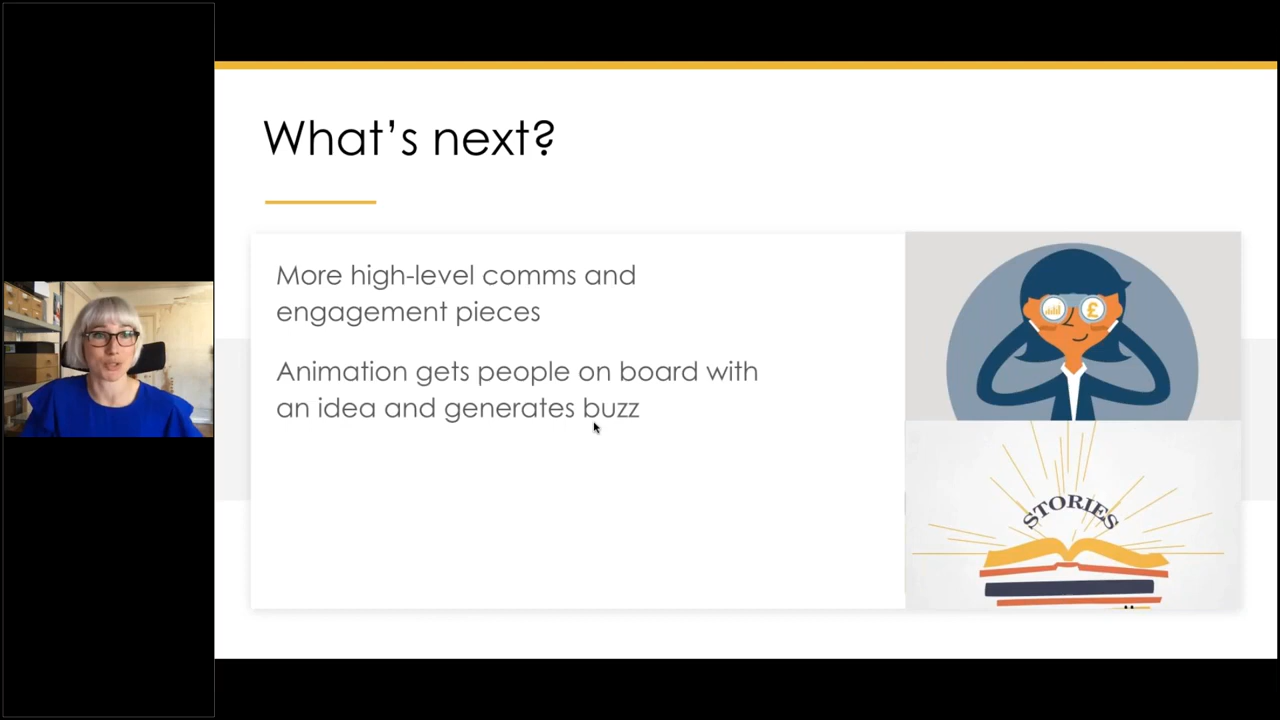 What's next?
More high-level comms and
engagement pieces
Animation gets people on board with
an idea and generates buzz
£
STORIES